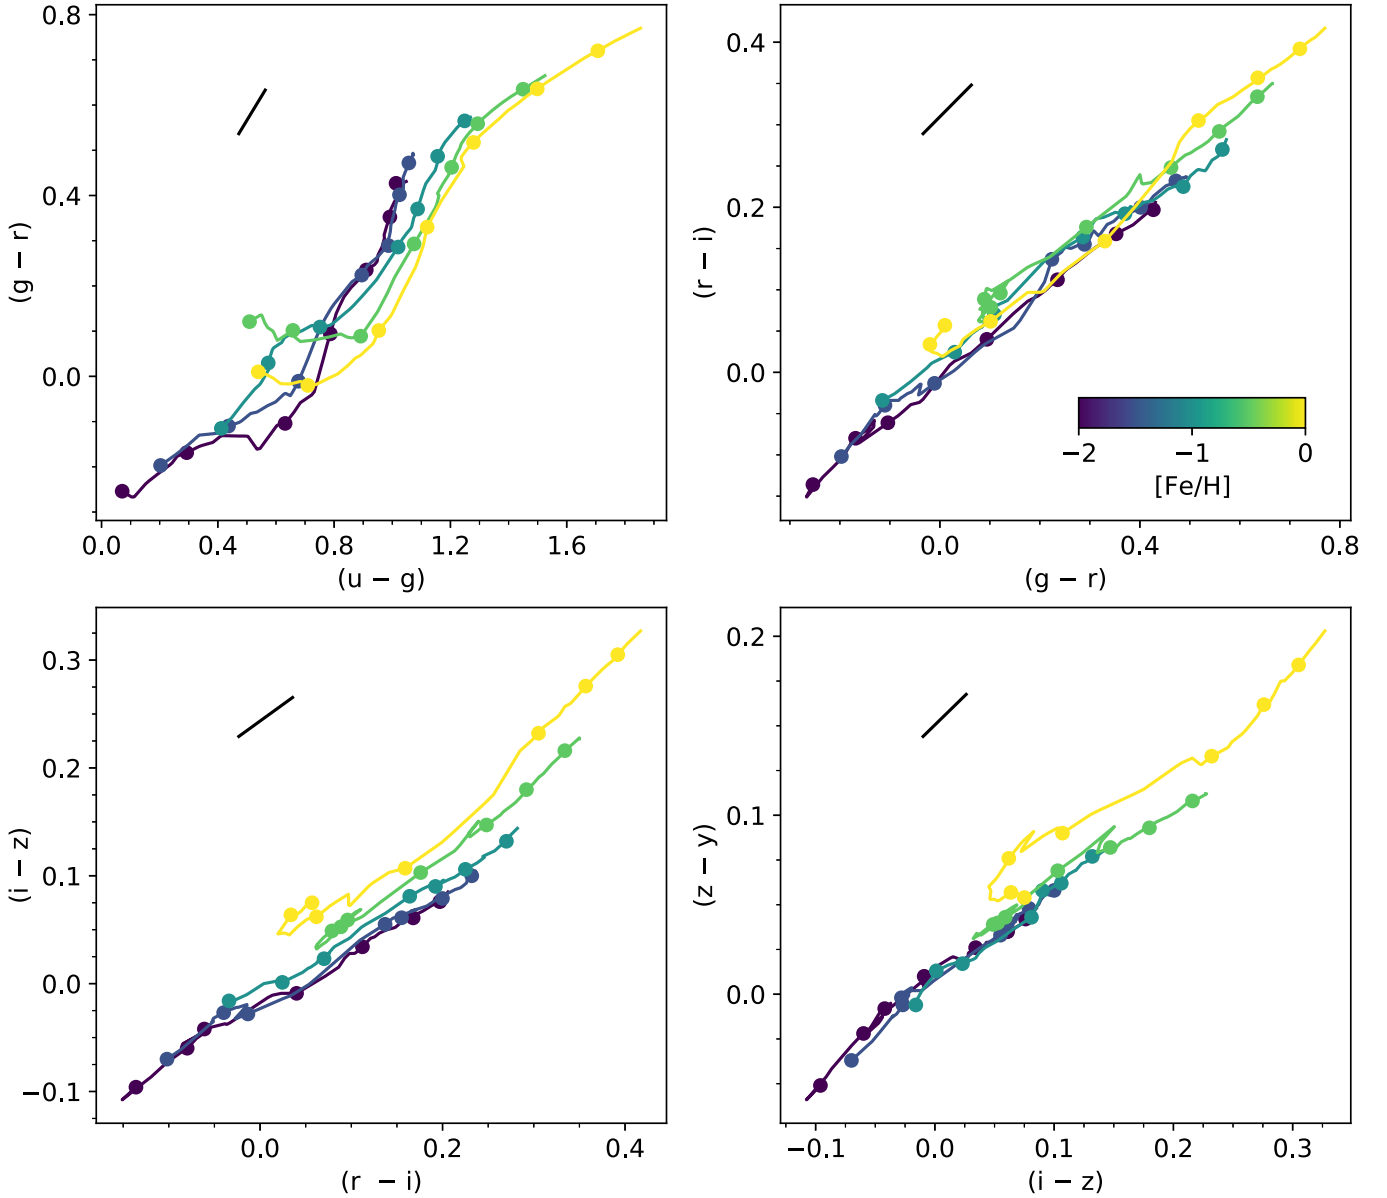 0.8
0.4
0.0
(g − r)
0.0 0.4 0.8 1.2 1.6
(u − g)
0.4
0.2
0.0
(r − i)
−2 −1 0
[Fe/H]
0.0 0.4 0.8
(g − r)
0.3
0.2
0.1
0.0
−0.1
(i − z)
0.0 0.2 0.4
(r − i)
0.2
0.1
0.0
(z − y)
−0.1 0.0 0.1 0.2 0.3
(i − z)